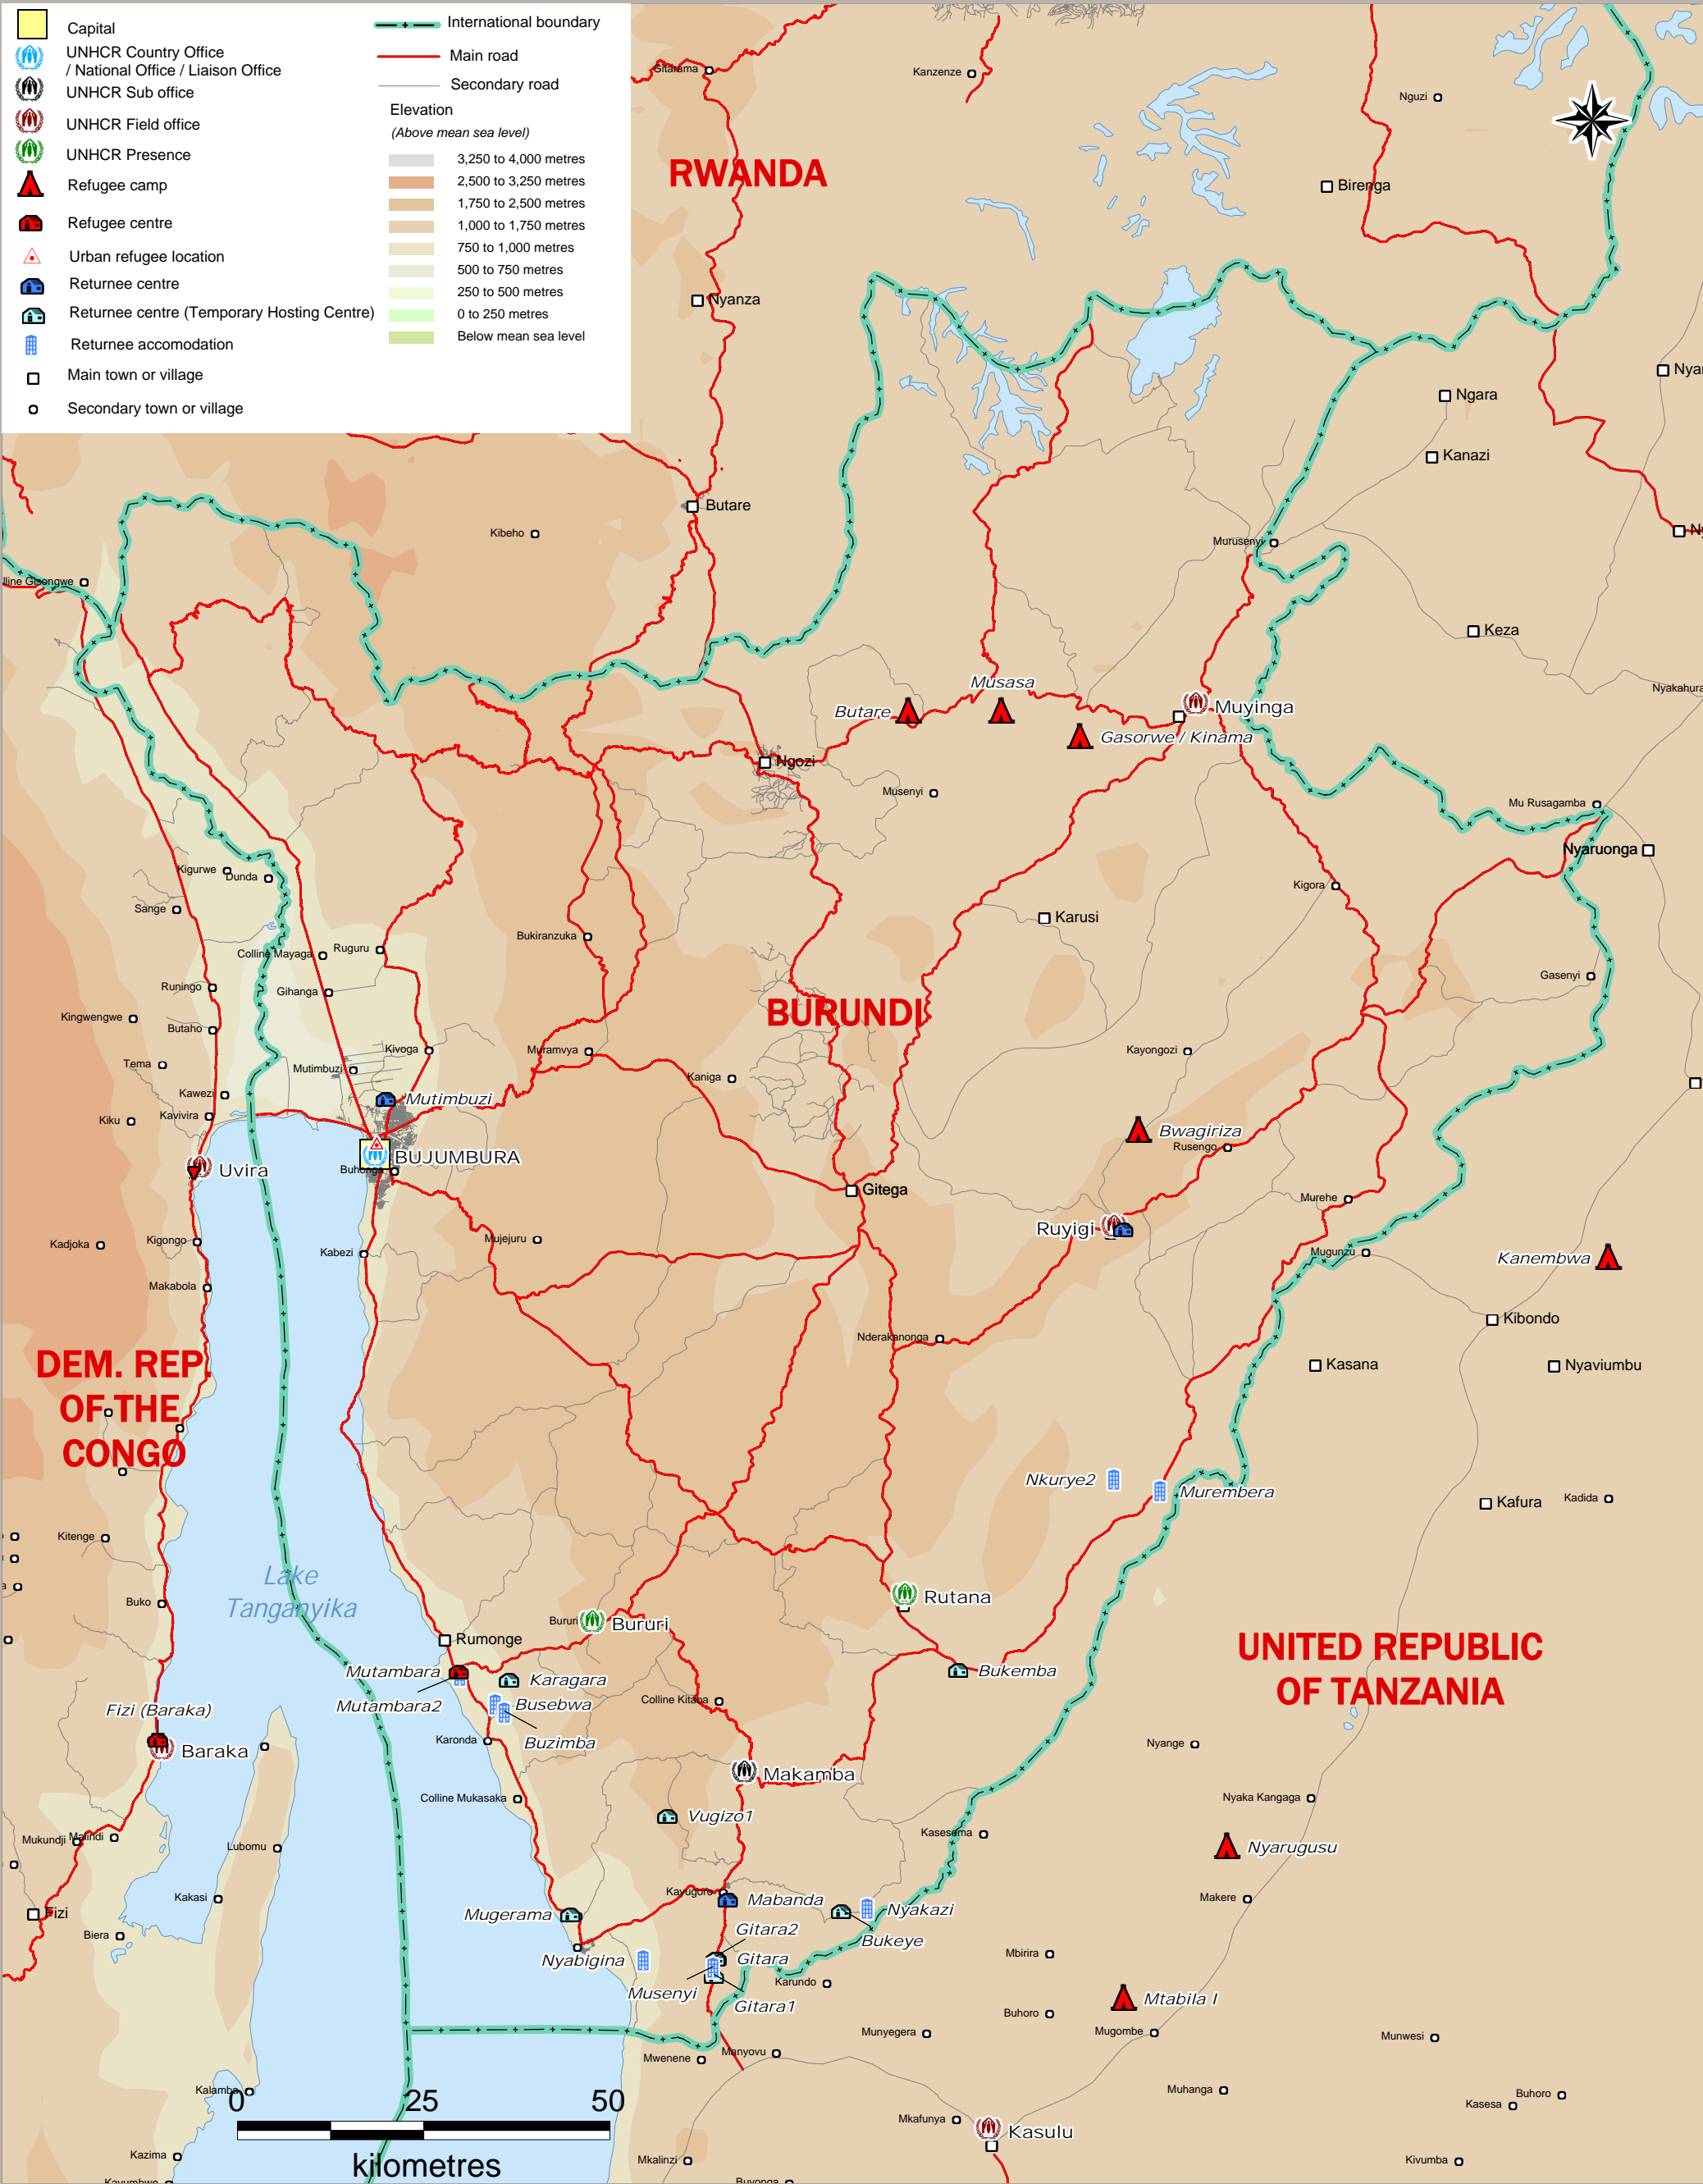 Capital
UNHCR Country Office
/ National Office / Liaison Office
UNHCR Sub office
UNHCR Field office
UNHCR Presence
Refugee camp
Refugee centre
Urban refugee location
Returnee centre
Returnee centre (Temporary Hosting Centre)
Returnee accomodation
Main town or village
Secondary town or village
International boundary
Main road
Secondary road
Elevation
(Above mean sea level)
3,250 to 4,000 metres
2,500 to 3,250 metres
1,750 to 2,500 metres
1,000 to 1,750 metres
750 to 1,000 metres
500 to 750 metres
250 to 500 metres
0 to 250 metres
Below mean sea level
Gitarama
Kanzenze
Nguzi
RWANDA
Birenga
Nyanza
Nyar
Ngara
Kanazi
Butare
Kibeho
Murusenyi
lline Gisongwe
Keza
Nyakahura
Musasa
Butare
Muyinga
Gasorwe / Kinama
Ngozi
Musenyi
Mu Rusagamba
Nyaruonga
Kigurwe
Dunda
Kigora
Sange
Karusi
Bukiranzuka
Colline Mayaga
Ruguru
Gasenyi
Runingo
Gihanga
BURUNDI
Kingwengwe
Butaho
Kivoga
Muramvya
Kayongozi
Tema
Mutimbuzi
Kaniga
Kawezi
Mutimbuzi
Kavivira
Kiku
Bwagiriza
Rusengo
BUJUMBURA
Uvira
Buhonga
Gitega
Murehe
Ruyigi
Kadjoka
Kigongo
Kabezi
Mujejuru
Mugunzu
Kanembwa
Makabola
Kibondo
Nderakanonga
DEM. REP.
OF THE
CONGO
Kasana
Nyaviumbu
Nkurye2
Murembera
Kafura
Kadida
Kitenge
Lake
Tanganyika
Buko
Rutana
Bururi
Bururi
Rumonge
UNITED REPUBLIC
OF TANZANIA
Mutambara
Karagara
Bukemba
Mutambara2
Busebwa
Colline Kitaba
Fizi (Baraka)
Karonda
Buzimba
Baraka
Nyange
Makamba
Colline Mukasaka
Nyaka Kangaga
Vugizo1
Kasesema
Mukundji
Malindi
Lubomu
Nyarugusu
Kakasi
Kayugoro
Mabanda
Makere
Fizi
Mugerama
Nyakazi
Biera
Gitara2
Bukeye
Nyabigina
Gitara
Mbirira
Karundo
Musenyi
Gitara1
Mtabila I
Buhoro
Munyegera
Mugombe
Munwesi
Mwenene
Manyovu
Kalamba
Muhanga
Buhoro
Kasesa
0 25 50
Mkafunya
Kasulu
kilometres
Kazima
Mkalinzi
Kivumba
Kayumbwe
Buyonga